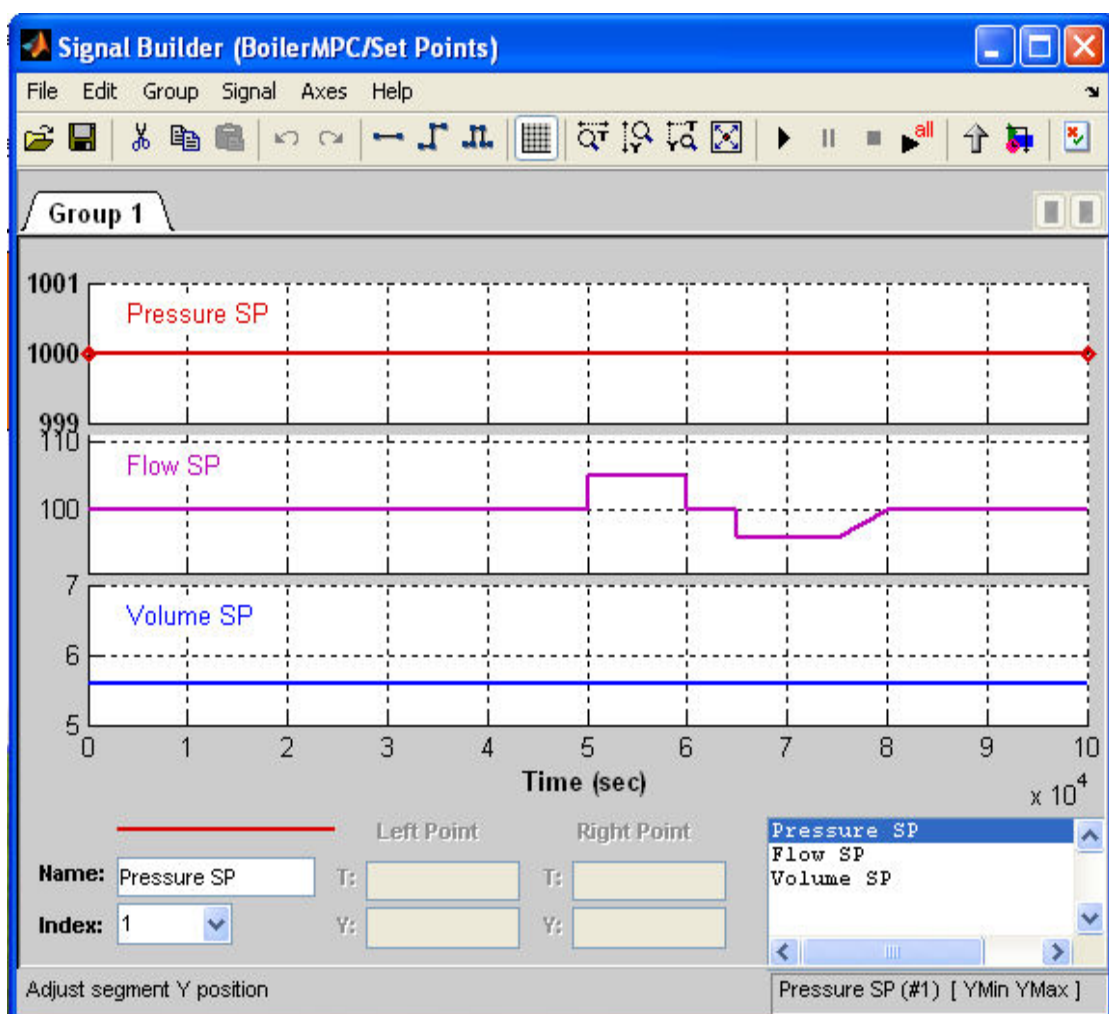 Signal Builder (BoilerMPC/Set Points)
File Edit Group Signal Axes Help
all
Group 1
1001
Pressure SP
1000
999
110
Flow SP
100
7
Volume SP
6
5
0 1 2 3 4 5 6 7 8 9 10
Time (sec)
x 10^4
Left Point Right Point
Name: Pressure SP T: T:
Index: 1 Y: Y:
Pressure SP
Flow SP
Volume SP
Adjust segment Y position
Pressure SP (#1) [ YMin YMax ]